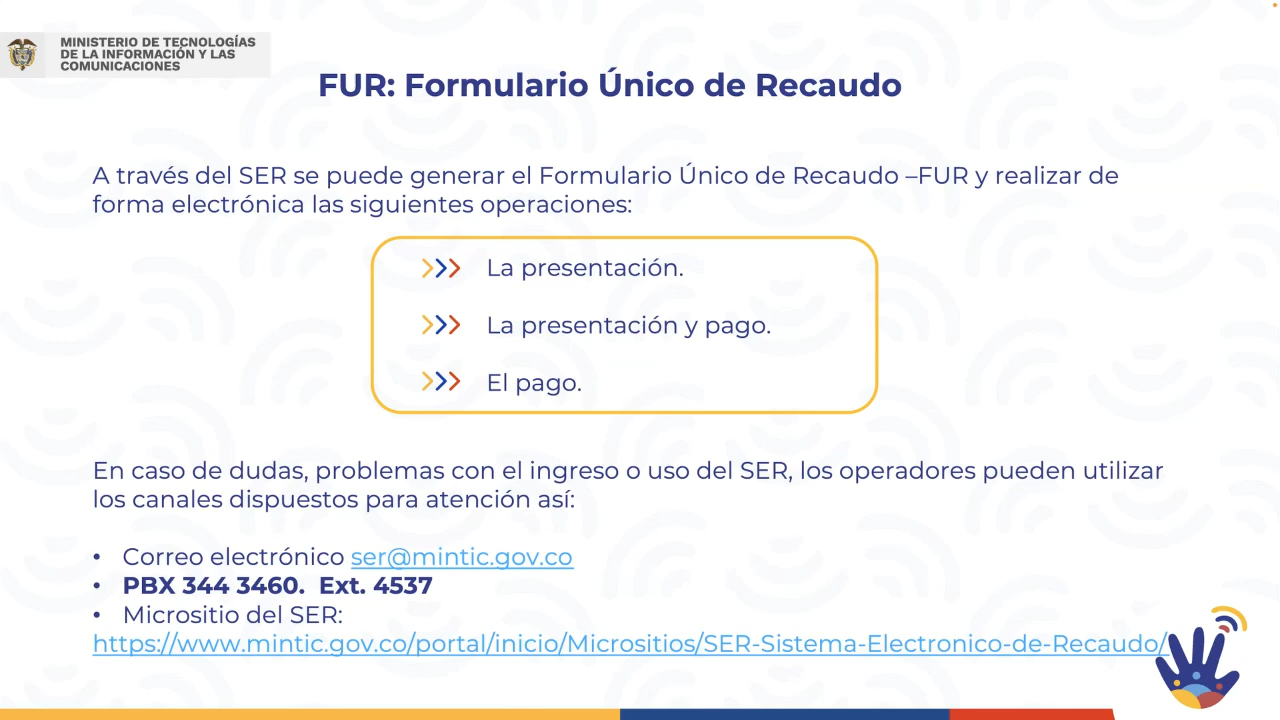 MINISTERIO DE TECNOLOGÍAS
DE LA INFORMACIÓN Y LAS
COMUNICACIONES
FUR: Formulario Único de Recaudo
A través del SER se puede generar el Formulario Único de Recaudo –FUR y realizar de
forma electrónica las siguientes operaciones:
La presentación.
La presentación y pago.
El pago.
En caso de dudas, problemas con el ingreso o uso del SER, los operadores pueden utilizar
los canales dispuestos para atención así:
• Correo electrónico ser@mintic.gov.co
• PBX 344 3460. Ext. 4537
• Micrositio del SER:
https://www.mintic.gov.co/portal/inicio/Micrositios/SER-Sistema-Electronico-de-Recaudo/